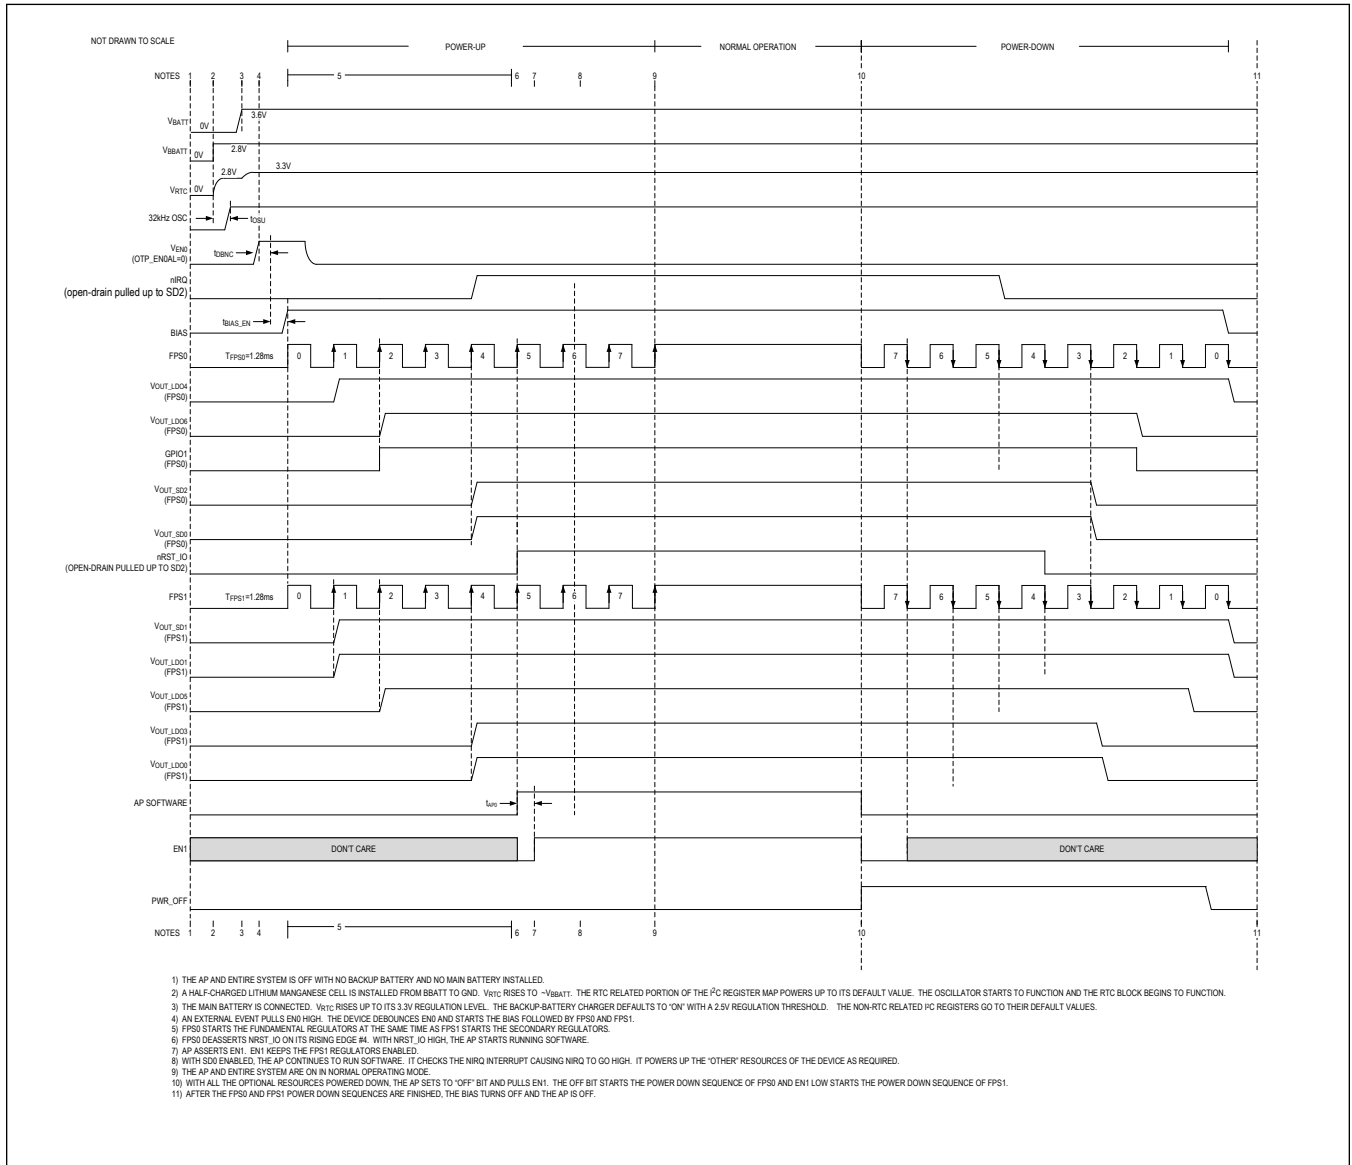 NOT DRAWN TO SCALE
POWER-UP NORMAL OPERATION POWER-DOWN
NOTES 1 2 3 4 5 6 7 8 9 10 11
VBATT 0V 3.6V
VBBATT 0V 2.8V
VRTC 0V 2.8V 3.3V
32kHz OSC tOSU
VEN0 tDBNC
(OTP_EN0AL=0)
nIRQ
(open-drain pulled up to SD2)
BIAS tBIAS_EN
FPS0 TFPS0=1.28ms 0 1 2 3 4 5 6 7 7 6 5 4 3 2 1 0
VOUT_LDO4
(FPS0)
VOUT_LDO6
(FPS0)
GPIO1
(FPS0)
VOUT_SD2
(FPS0)
VOUT_SD0
(FPS0)
nRST_IO
(OPEN-DRAIN PULLED UP TO SD2)
FPS1 TFPS1=1.28ms 0 1 2 3 4 5 6 7 7 6 5 4 3 2 1 0
VOUT_SD1
(FPS1)
VOUT_LDO1
(FPS1)
VOUT_LDO5
(FPS1)
VOUT_LDO3
(FPS1)
VOUT_LDO0
(FPS1)
AP SOFTWARE tAP0
EN1 DON'T CARE DON'T CARE
PWR_OFF
NOTES 1 2 3 4 5 6 7 8 9 10 11
1) THE AP AND ENTIRE SYSTEM IS OFF WITH NO BACKUP BATTERY AND NO MAIN BATTERY INSTALLED.
2) A HALF-CHARGED LITHIUM MANGANESE CELL IS INSTALLED FROM BBATT TO GND. VRTC RISES TO ~VBBATT. THE RTC RELATED PORTION OF THE I²C REGISTER MAP POWERS UP TO ITS DEFAULT VALUE. THE OSCILLATOR STARTS TO FUNCTION AND THE RTC BLOCK BEGINS TO FUNCTION.
3) THE MAIN BATTERY IS CONNECTED. VRTC RISES UP TO ITS 3.3V REGULATION LEVEL. THE BACKUP-BATTERY CHARGER DEFAULTS TO "ON" WITH A 2.5V REGULATION THRESHOLD. THE NON-RTC RELATED I²C REGISTERS GO TO THEIR DEFAULT VALUES.
4) AN EXTERNAL EVENT PULLS EN0 HIGH. THE DEVICE DEBOUNCES EN0 AND STARTS THE BIAS FOLLOWED BY FPS0 AND FPS1.
5) FPS0 STARTS THE FUNDAMENTAL REGULATORS AT THE SAME TIME AS FPS1 STARTS THE SECONDARY REGULATORS.
6) FPS0 DEASSERTS NRST_IO ON ITS RISING EDGE #4. WITH NRST_IO HIGH, THE AP STARTS RUNNING SOFTWARE.
7) AP ASSERTS EN1. EN1 KEEPS THE FPS1 REGULATORS ENABLED.
8) WITH SD0 ENABLED, THE AP CONTINUES TO RUN SOFTWARE. IT CHECKS THE NIRQ INTERRUPT CAUSING NIRQ TO GO HIGH. IT POWERS UP THE "OTHER" RESOURCES OF THE DEVICE AS REQUIRED.
9) THE AP AND ENTIRE SYSTEM ARE ON IN NORMAL OPERATING MODE.
10) WITH ALL THE OPTIONAL RESOURCES POWERED DOWN, THE AP SETS TO "OFF" BIT AND PULLS EN1. THE OFF BIT STARTS THE POWER DOWN SEQUENCE OF FPS0 AND EN1 LOW STARTS THE POWER DOWN SEQUENCE OF FPS1.
11) AFTER THE FPS0 AND FPS1 POWER DOWN SEQUENCES ARE FINISHED, THE BIAS TURNS OFF AND THE AP IS OFF.